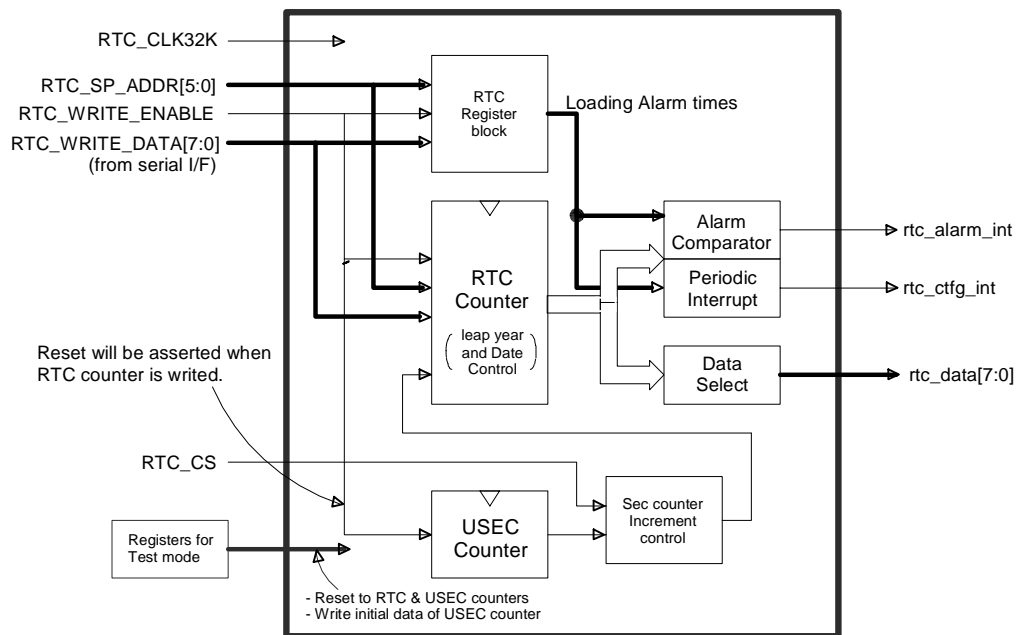 RTC_CLK32K
RTC_SP_ADDR[5:0]
RTC_WRITE_ENABLE
RTC_WRITE_DATA[7:0]
(from serial I/F)
RTC
Register
block
Loading Alarm times
RTC
Counter
leap year
and Date
Control
Alarm
Comparator
Periodic
Interrupt
Data
Select
rtc_alarm_int
rtc_ctfg_int
rtc_data[7:0]
Reset will be asserted when
RTC counter is writed.
RTC_CS
USEC
Counter
Sec counter
Increment
control
Registers for
Test mode
- Reset to RTC & USEC counters
- Write initial data of USEC counter